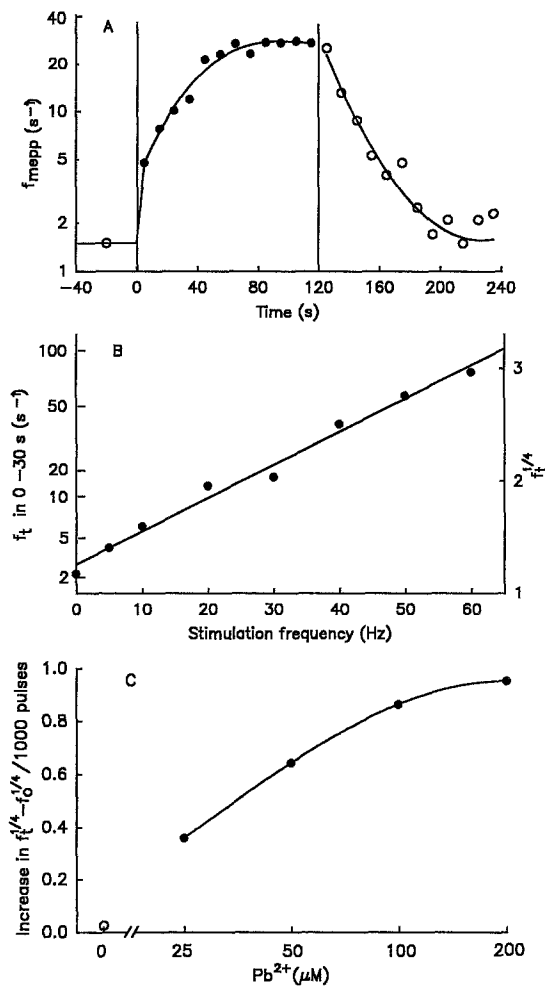 A
f_mepp (s⁻¹)
40
20
10
5
2
1
-40 0 40 80 120 160 200 240
Time (s)
B
f_t in 0-30 s (s⁻¹)
100
50
20
10
5
2
3
2
1
f_t^1/4
0 10 20 30 40 50 60
Stimulation frequency (Hz)
C
Increase in f_t^1/4-f_o^1/4/1000 pulses
1.0
0.8
0.6
0.4
0.2
0.0
0 25 50 100 200
Pb²⁺(μM)